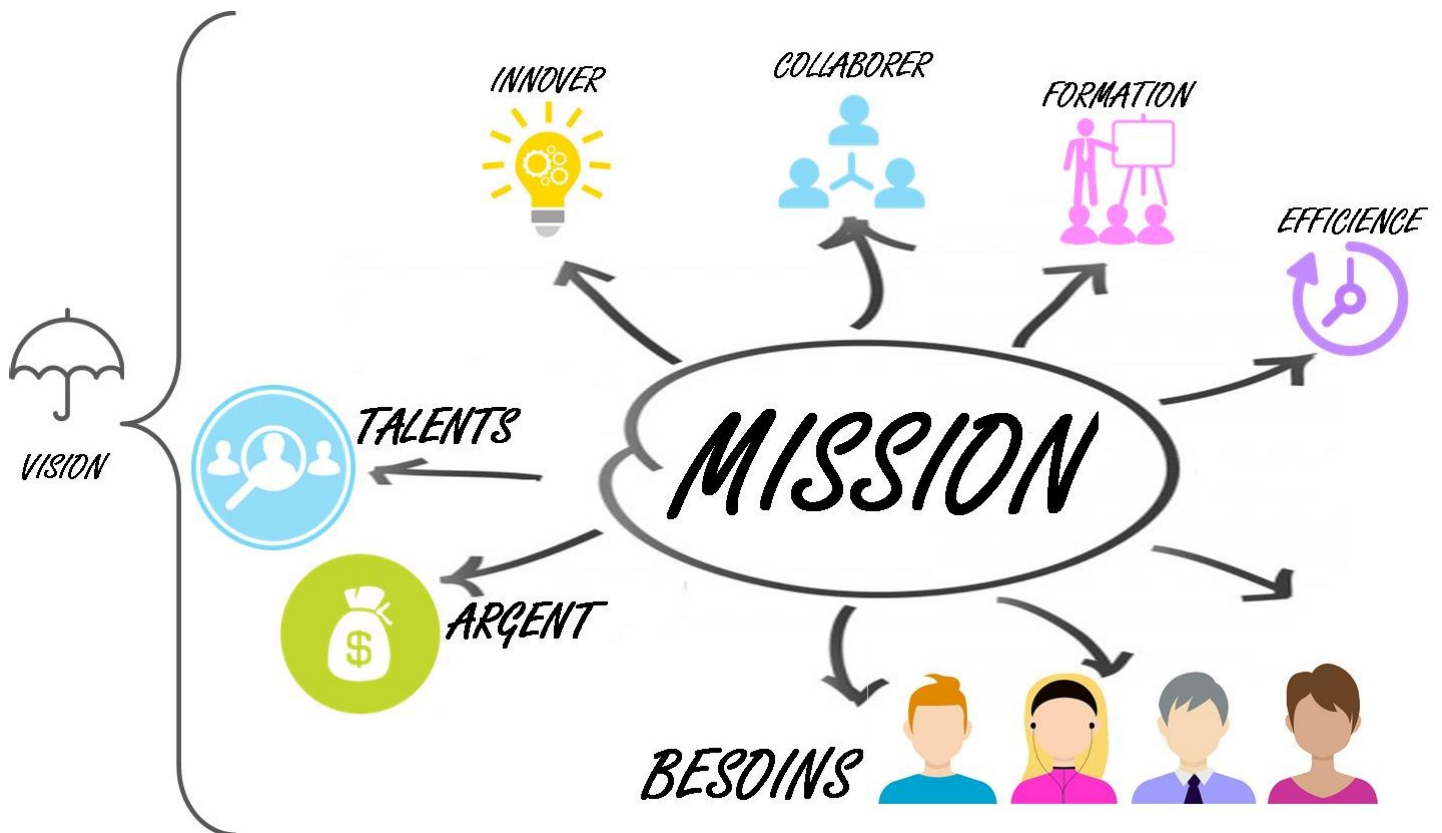 INNOVER
COLLABORER
FORMATION
EFFICIENCE
VISION
TALENTS
MISSION
ARGENT
$
BESOINS